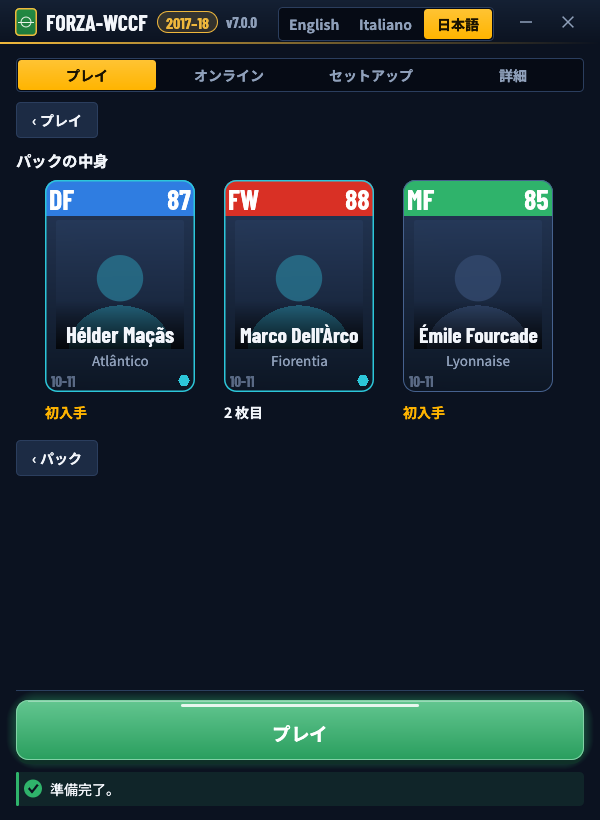 FORZA-WCCF 2017-18 v7.0.0 English Italiano 日本語
プレイ オンライン セットアップ 詳細
‹ プレイ
パックの中身
DF 87 FW 88 MF 85
Hélder Maçãs Marco Dell'Àrco Émile Fourcade
Atlântico Fiorentia Lyonnaise
10-11 10-11 10-11
初入手 2 枚目 初入手
‹ パック
プレイ
準備完了。